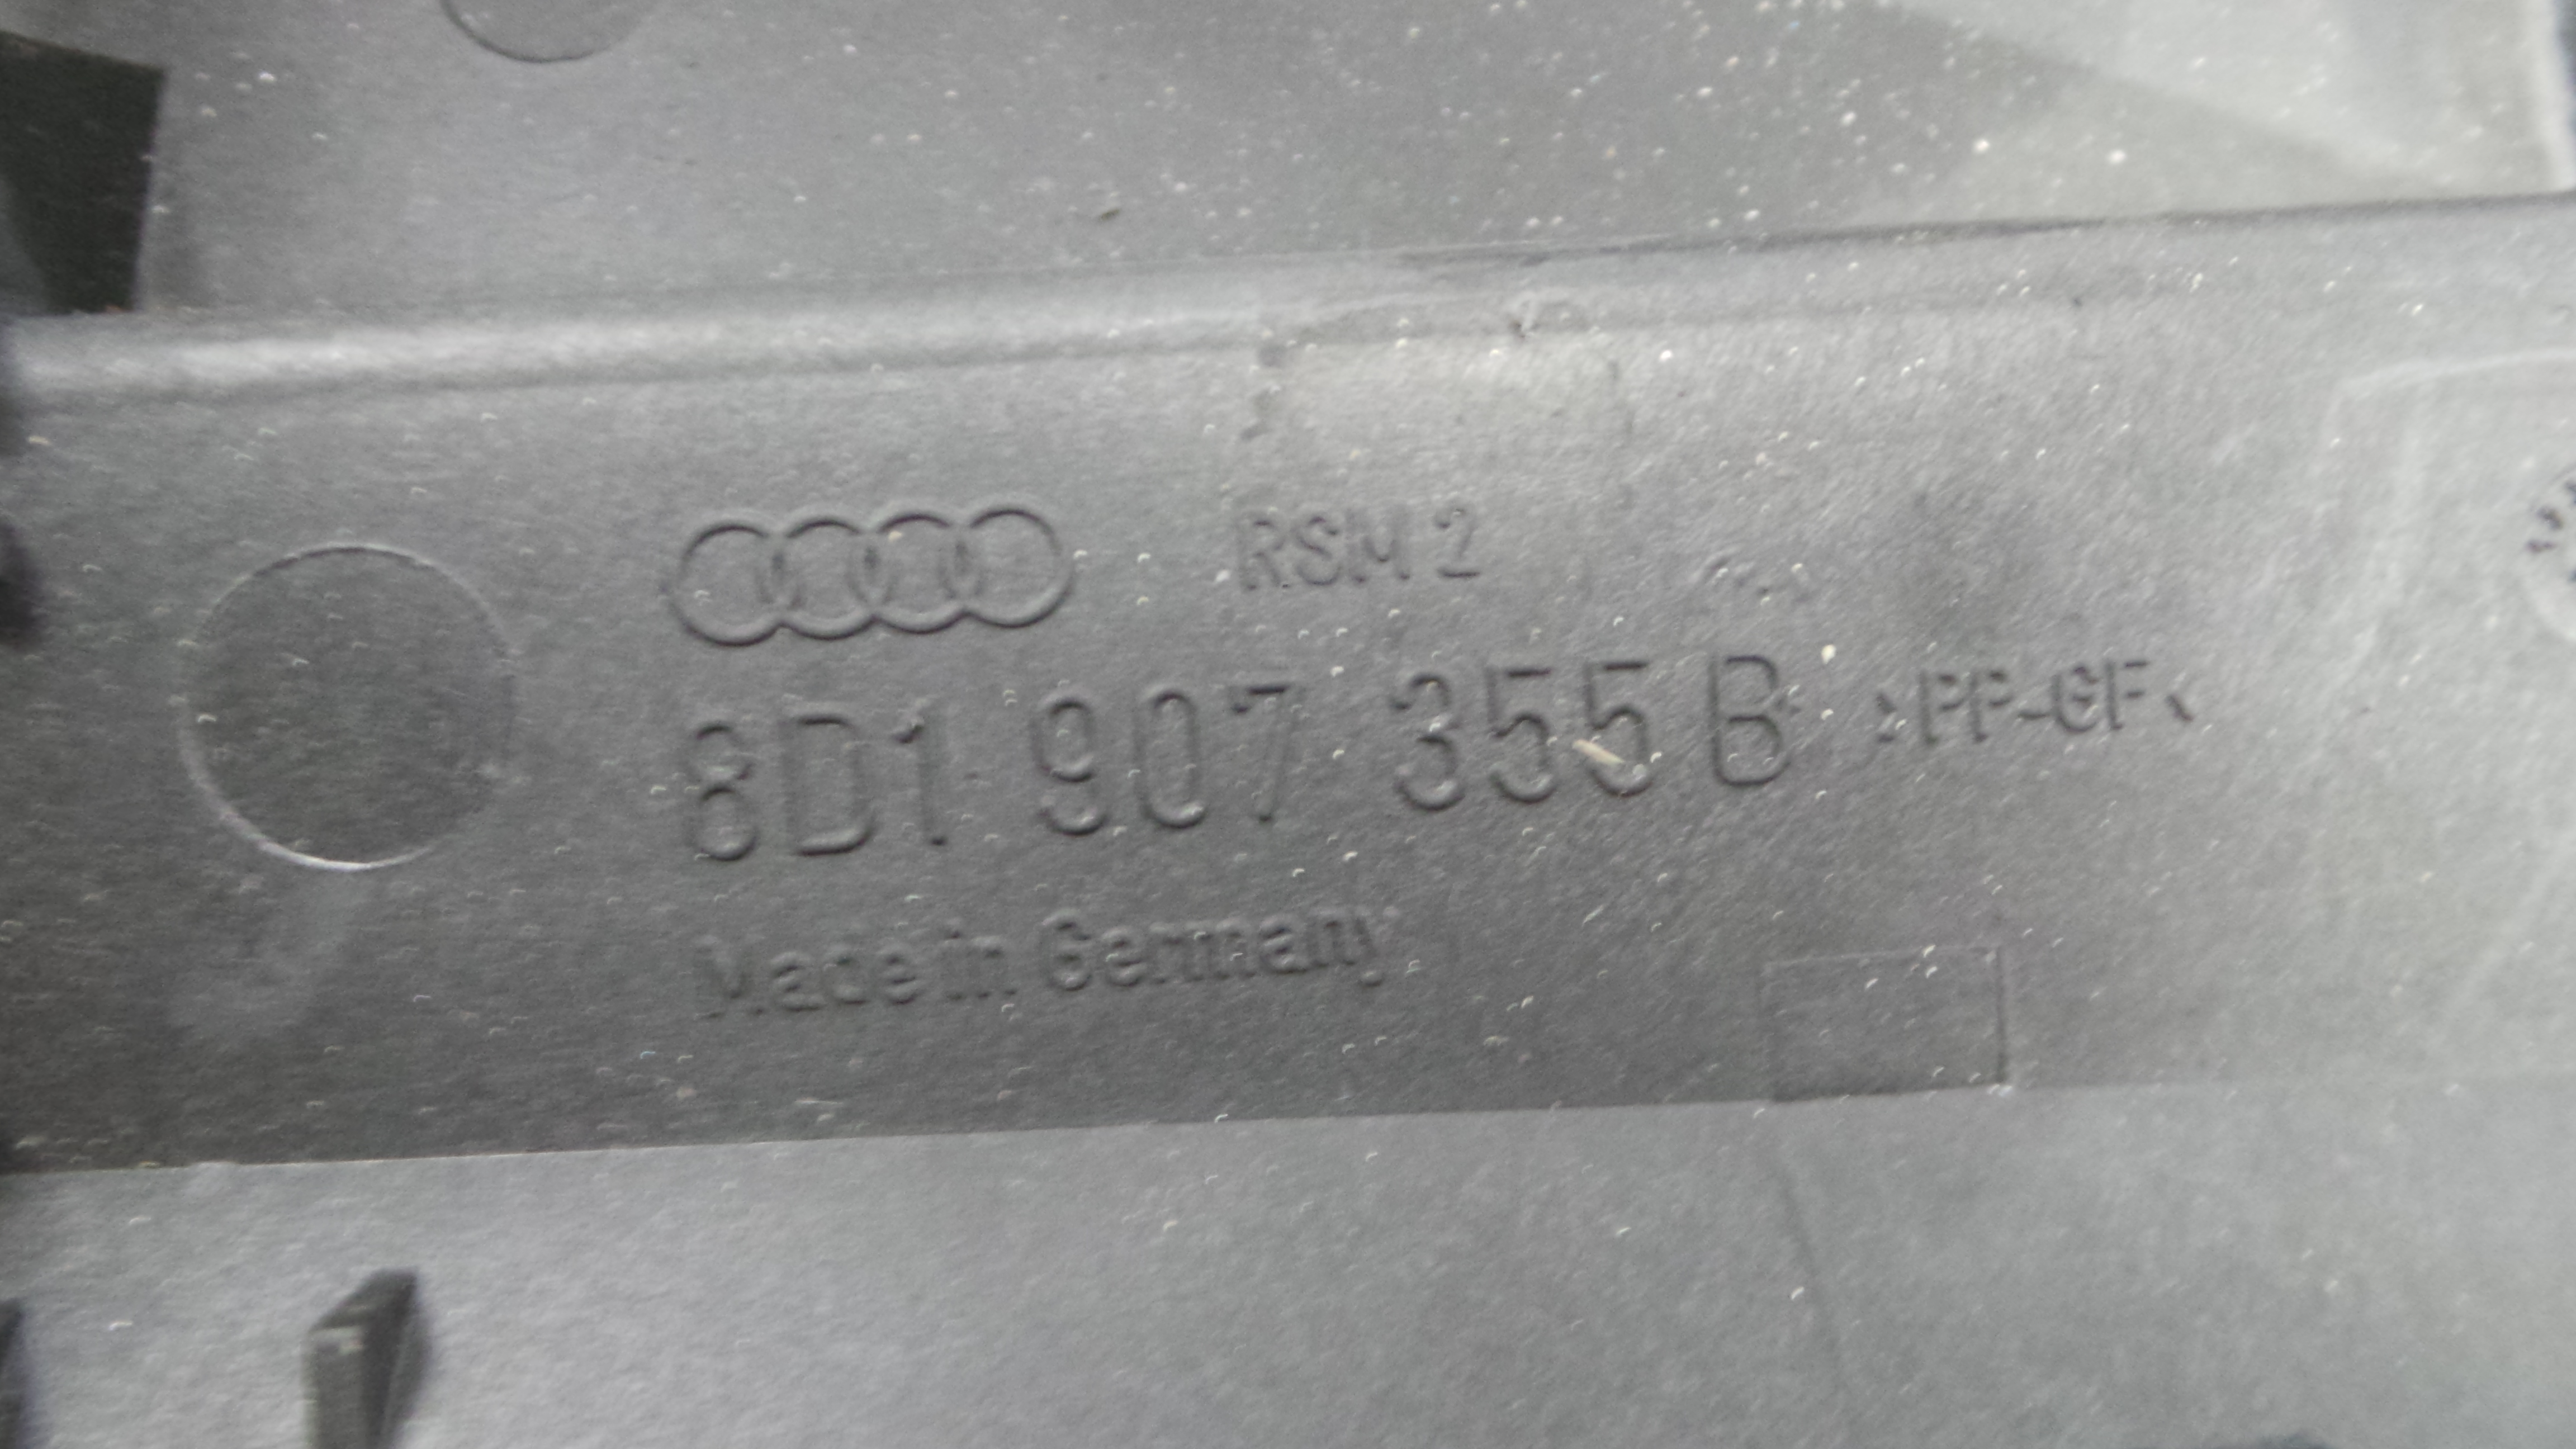 RSM 2
8D1 907 355 B >PP-GF<
Made in Germany